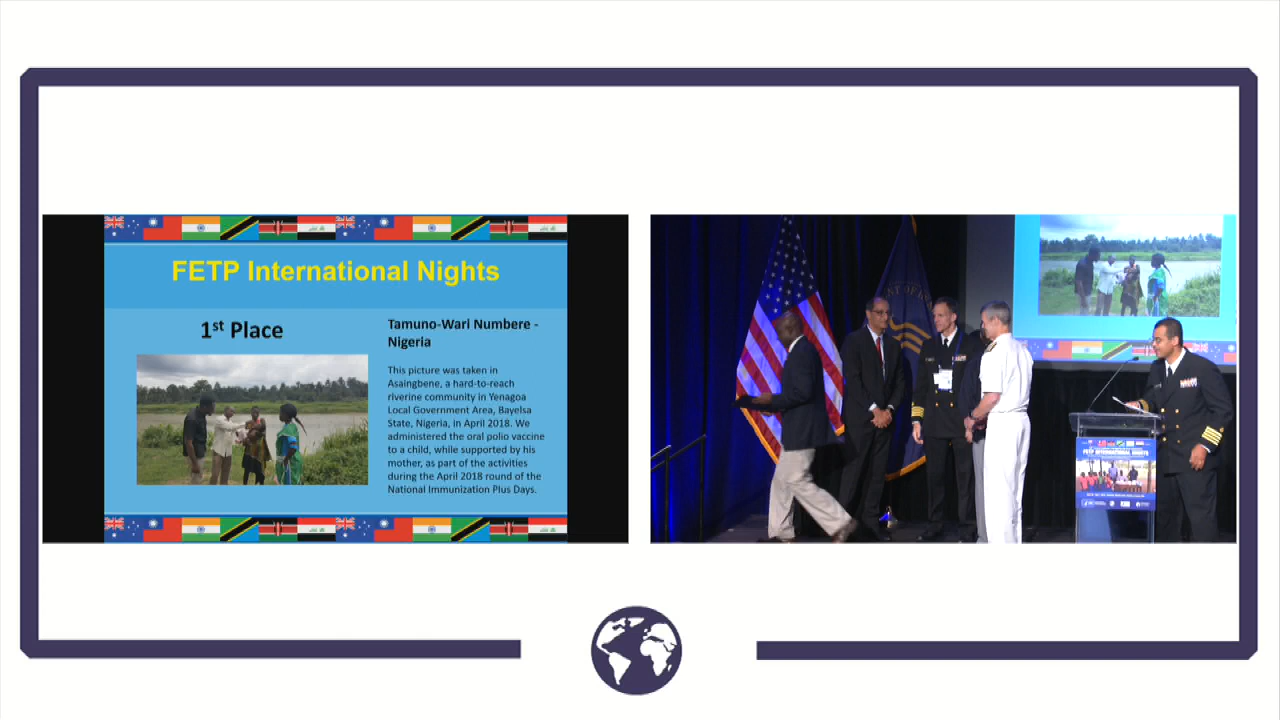 FETP International Nights
1st Place
Tamuno-Wari Numbere -
Nigeria
This picture was taken in
Asaingbene, a hard-to-reach
riverine community in Yenagoa
Local Government Area, Bayelsa
State, Nigeria, in April 2018. We
administered the oral polio vaccine
to a child, while supported by his
mother, as part of the activities
during the April 2018 round of the
National Immunization Plus Days.
FETP INTERNATIONAL NIGHTS